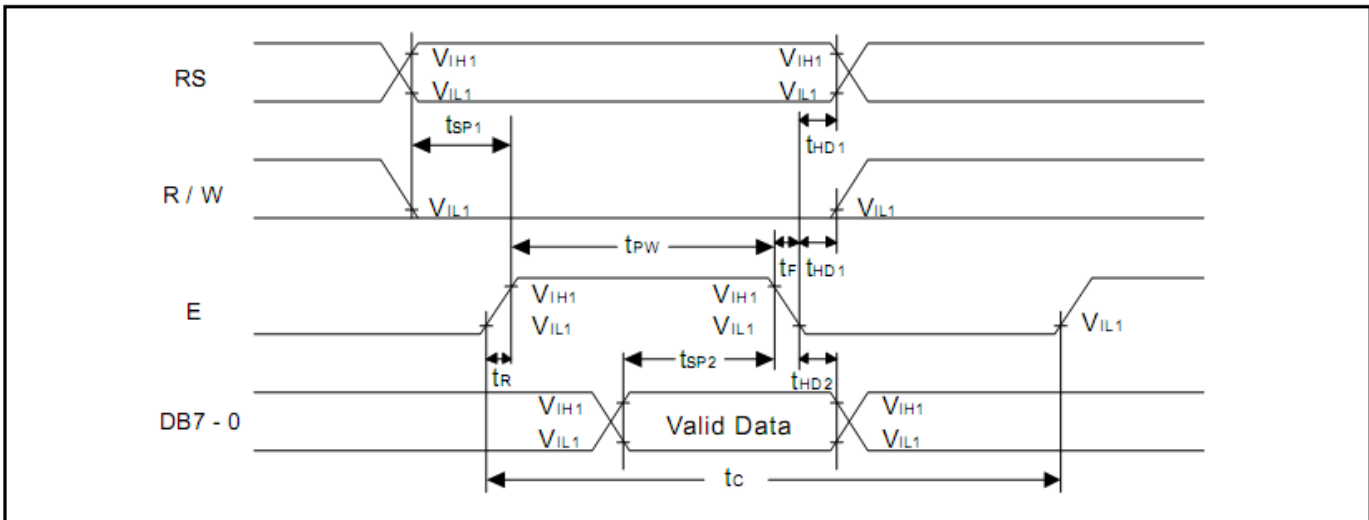 RS
VIH1
VIL1
VIH1
VIL1
tSP1
tHD1
R / W
VIL1
VIL1
tPW
tF
tHD1
E
VIH1
VIL1
VIH1
VIL1
VIL1
tR
tSP2
tHD2
DB7 - 0
VIH1
VIL1
Valid Data
VIH1
VIL1
tC